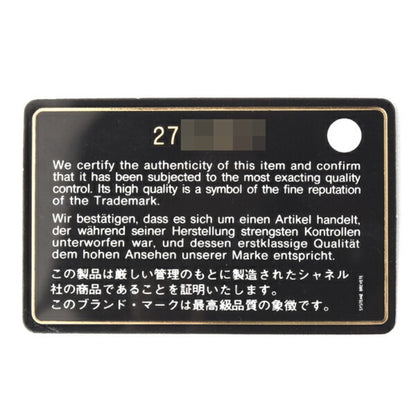 27
We certify the authenticity of this item and confirm
that it has been subjected to the most exacting quality
control. Its high quality is a symbol of the fine reputation
of the Trademark.
Wir bestätigen, dass es sich um einen Artikel handelt,
der während seiner Herstellung strengsten Kontrollen
unterworfen war, und dessen erstklassige Qualität
dem hohen Ansehen unserer Marke entspricht.
この製品は厳しい管理のもとに製造されたシャネル
社の商品であることを証明いたします。
このブランド・マークは最高級品質の象徴です。